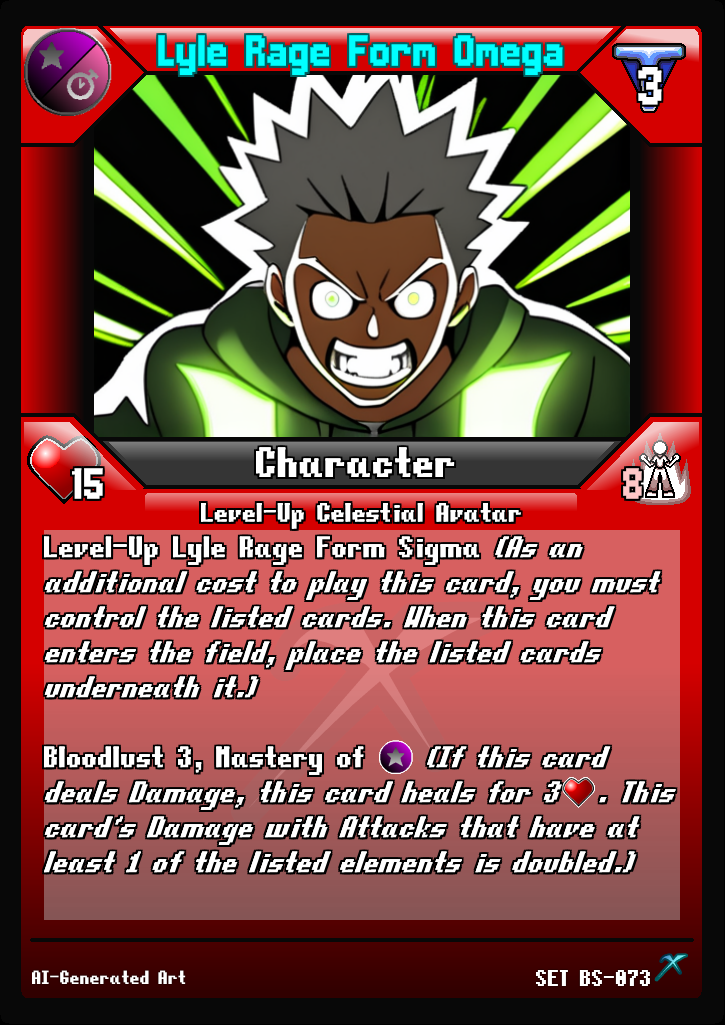 Lyle Rage Form Omega
3
Character
15
8
Level-Up Celestial Avatar
Level-Up Lyle Rage Form Sigma (As an
additional cost to play this card, you must
control the listed cards. When this card
enters the field, place the listed cards
underneath it.)
Bloodlust 3, Mastery of (If this card
deals Damage, this card heals for 3. This
card's Damage with Attacks that have at
least 1 of the listed elements is doubled.)
AI-Generated Art
SET BS-073